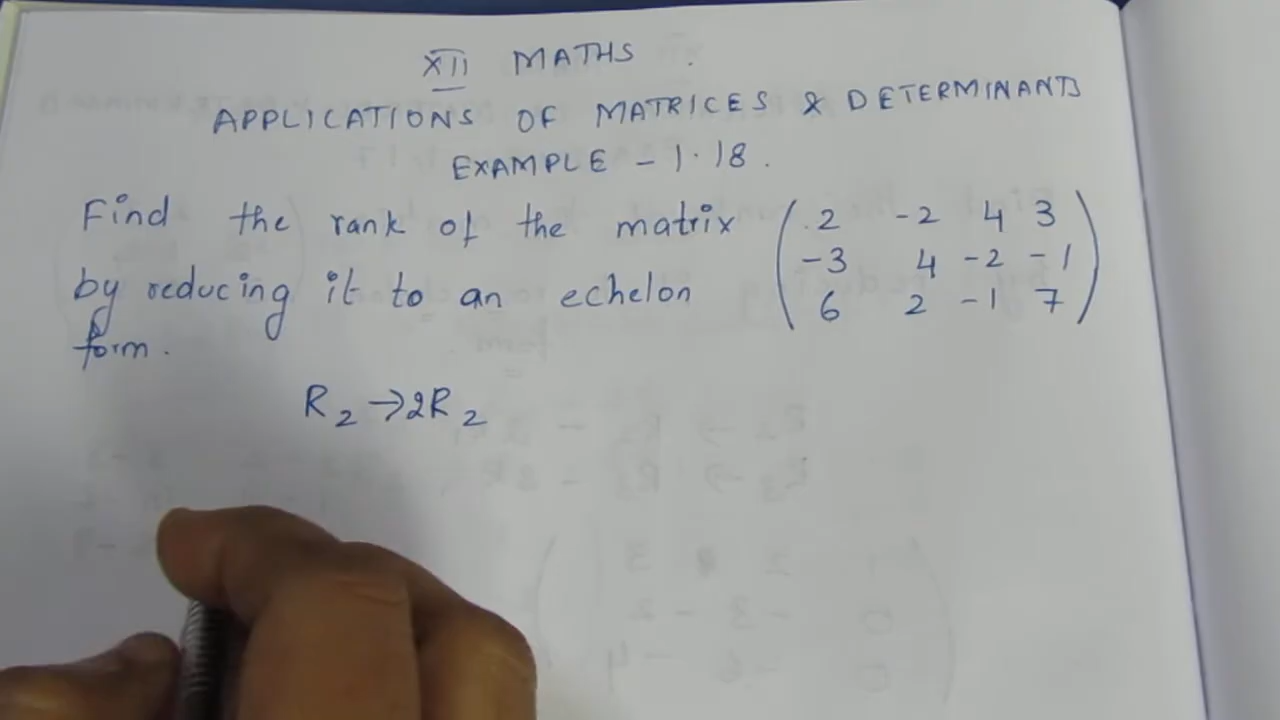 XII MATHS.
APPLICATIONS OF MATRICES & DETERMINANTS
EXAMPLE - 1.18.
Find the rank of the matrix ( 2 -2 4 3
-3 4 -2 -1
6 2 -1 7 )
by reducing it to an echelon
form.
R2 → 2R2